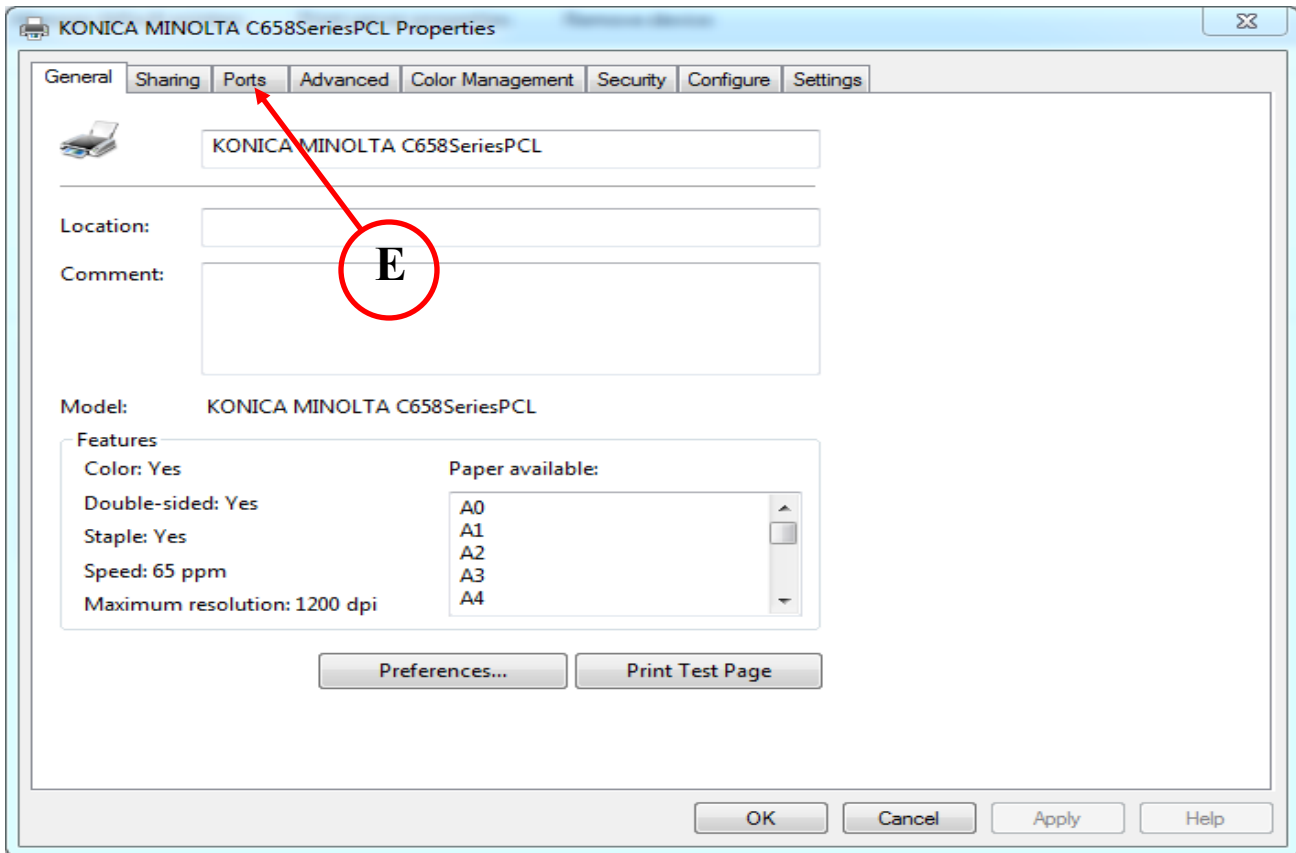 Remove device
KONICA MINOLTA C658SeriesPCL Properties
General Sharing Ports Advanced Color Management Security Configure Settings
KONICA MINOLTA C658SeriesPCL
Location:
E
Comment:
Model: KONICA MINOLTA C658SeriesPCL
Features
Color: Yes Paper available:
Double-sided: Yes
A0
Staple: Yes
A1
A2
Speed: 65 ppm
A3
Maximum resolution: 1200 dpi
A4
Preferences... Print Test Page
OK Cancel Apply Help